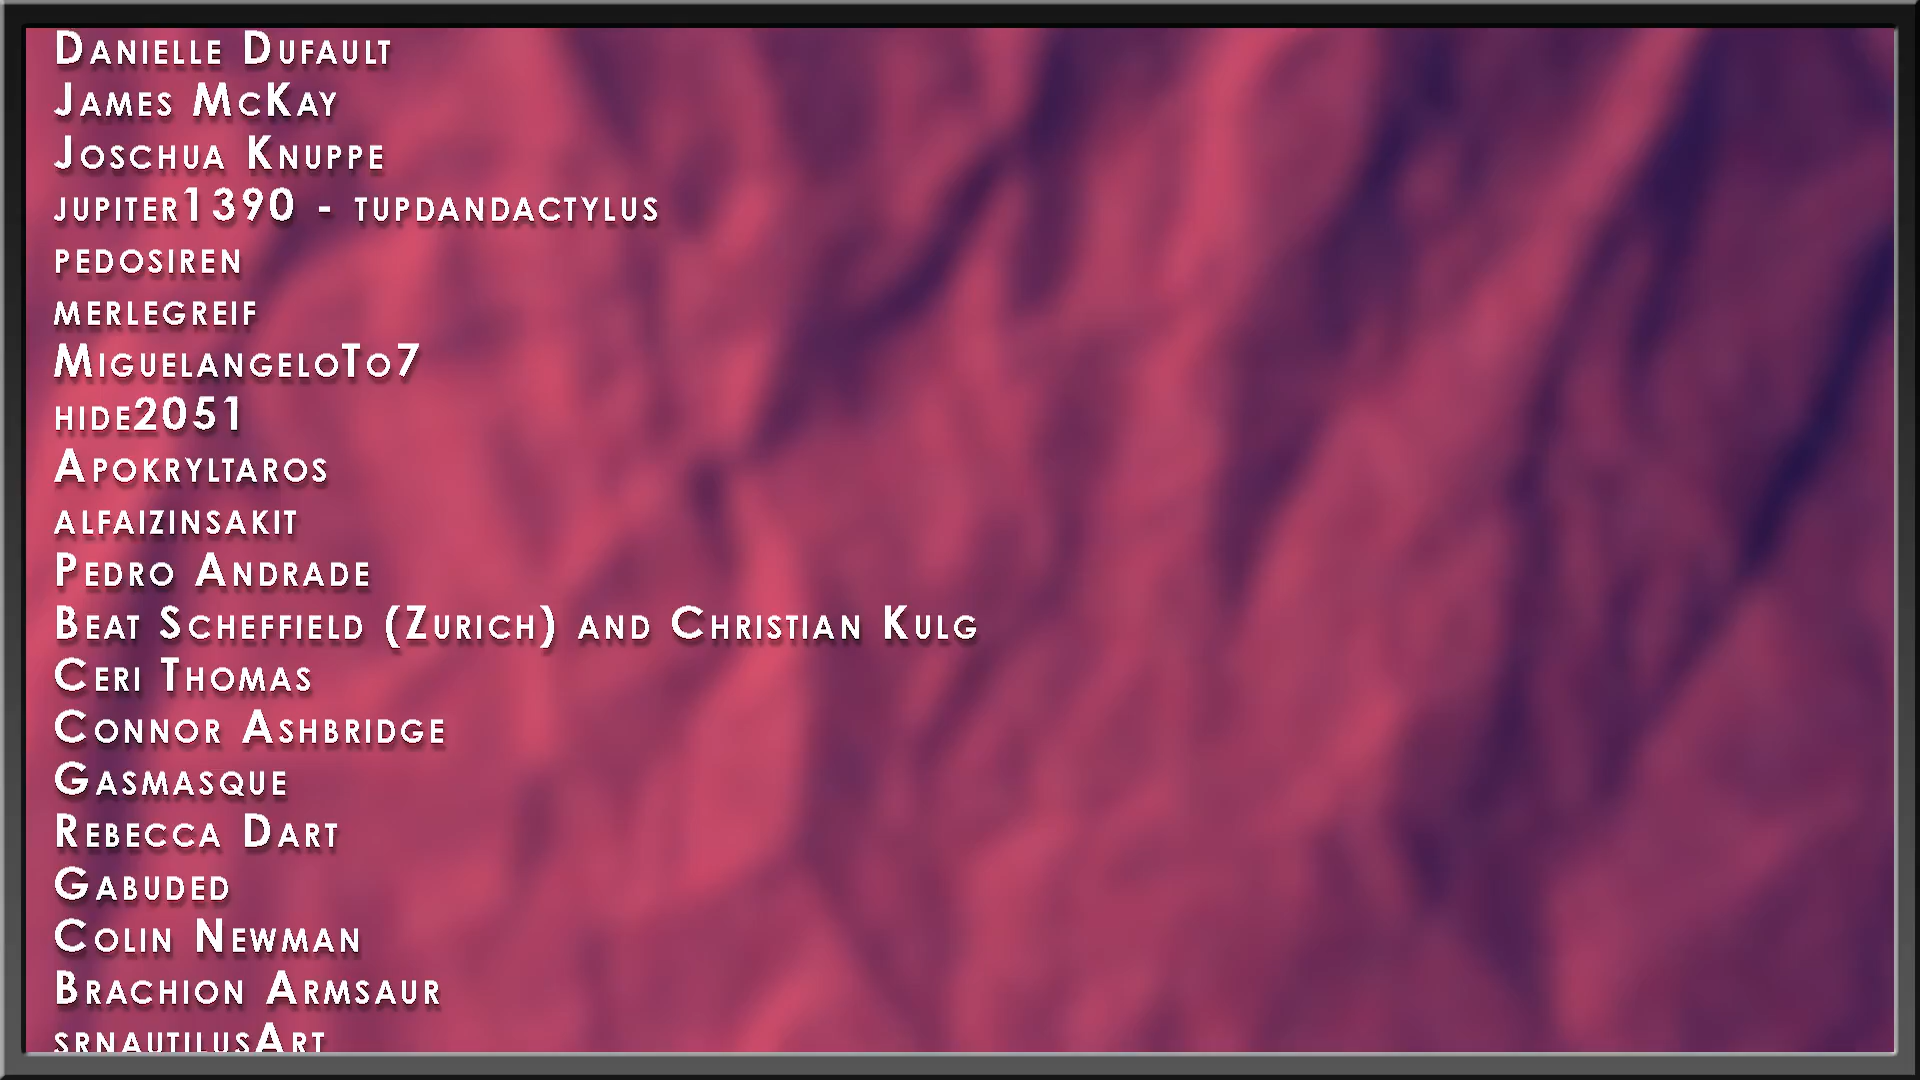 Danielle Dufault
James McKay
Joschua Knuppe
jupiter1390 - tupdandactylus
pedosiren
merlegreif
MiguelangeloTo7
hide2051
Apokryltaros
alfaizinsakit
Pedro Andrade
Beat Scheffield (Zurich) and Christian Kulg
Ceri Thomas
Connor Ashbridge
Gasmasque
Rebecca Dart
Gabuded
Colin Newman
Brachion Armsaur
srnautilusArt